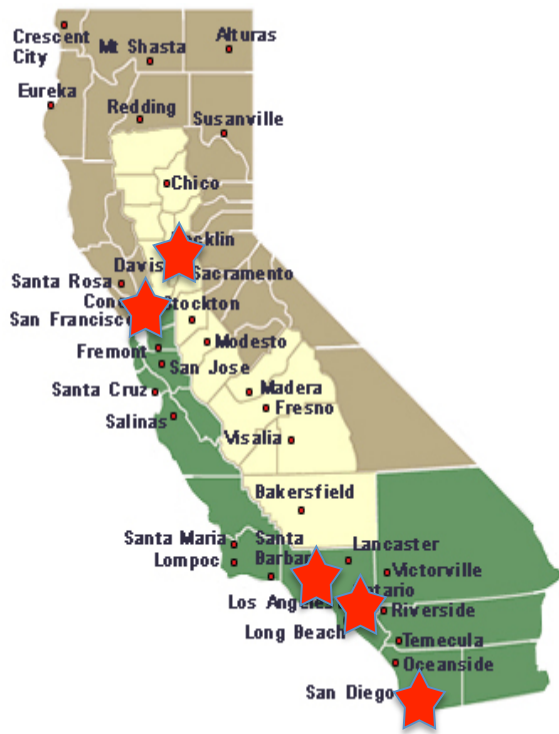 Crescent
City
Mt Shasta
Alturas
Eureka
Redding
Susanville
Chico
Davis
Sacramento
Santa Rosa
Stockton
San Francisco
Fremont
Modesto
San Jose
Santa Cruz
Madera
Fresno
Salinas
Visalia
Bakersfield
Santa Maria
Santa
Lancaster
Lompoc
Victorville
Los Angeles
Riverside
Long Beach
Temecula
Oceanside
San Diego